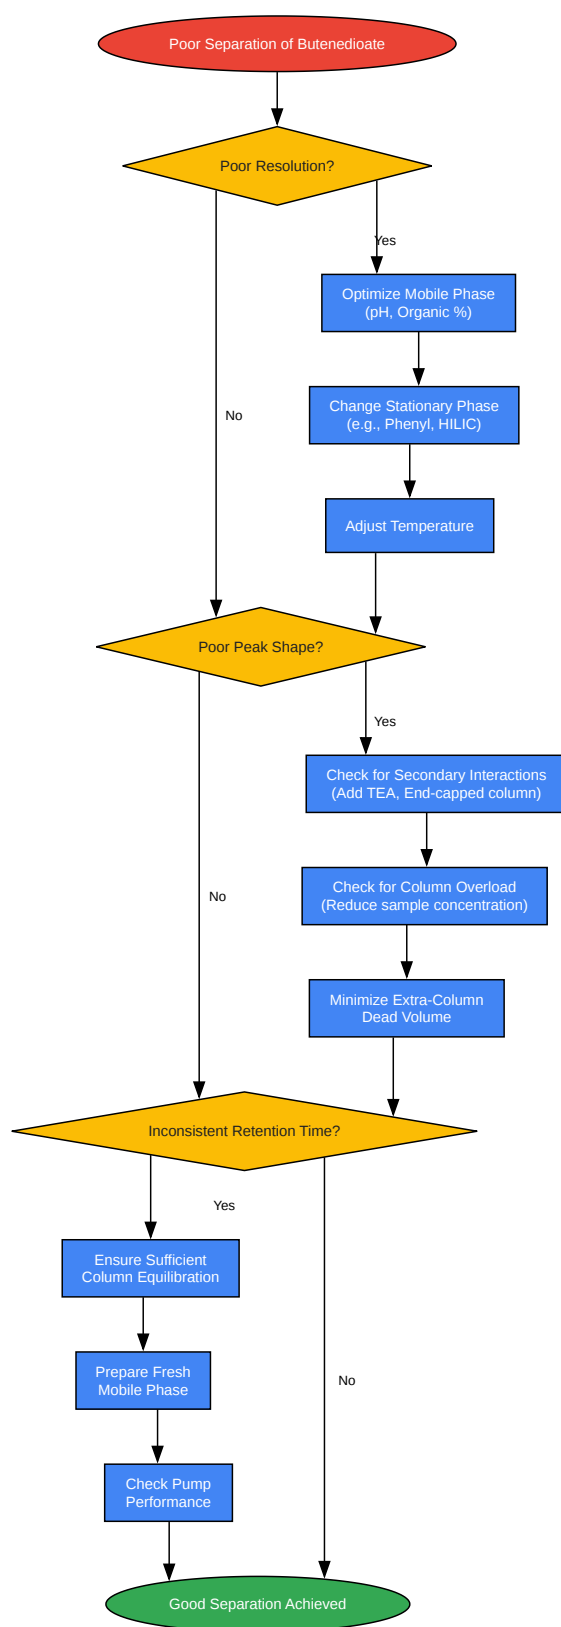 Poor Separation of Butenedioate
Poor Resolution?
Yes
Optimize Mobile Phase
(pH, Organic %)
No
Change Stationary Phase
(e.g., Phenyl, HILIC)
Adjust Temperature
Poor Peak Shape?
Yes
Check for Secondary Interactions
(Add TEA, End-capped column)
No
Check for Column Overload
(Reduce sample concentration)
Minimize Extra-Column
Dead Volume
Inconsistent Retention Time?
Yes
Ensure Sufficient
Column Equilibration
No
Prepare Fresh
Mobile Phase
Check Pump
Performance
Good Separation Achieved